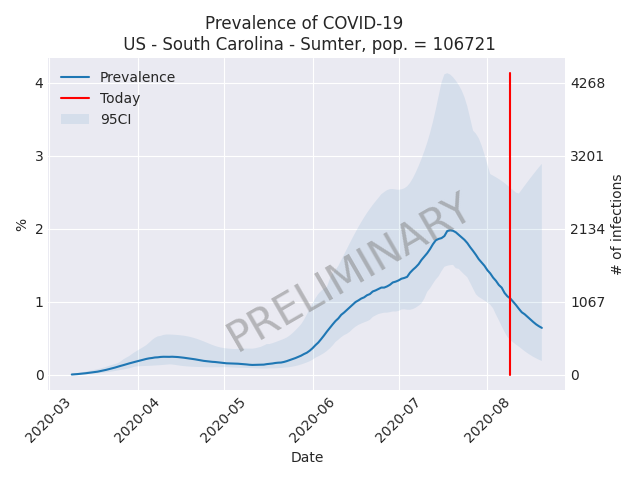 Prevalence of COVID-19
US - South Carolina - Sumter, pop. = 106721
Prevalence
Today
95CI
PRELIMINARY
%
4
3
2
1
0
4268
3201
2134
1067
0
# of infections
2020-03
2020-04
2020-05
2020-06
2020-07
2020-08
Date